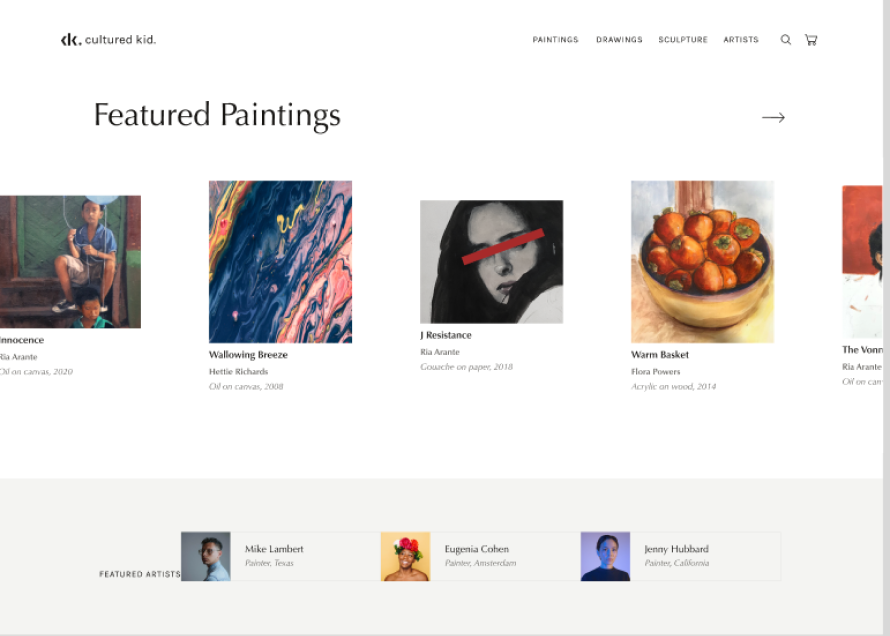 ck. cultured kid.
PAINTINGS DRAWINGS SCULPTURE ARTISTS
Featured Paintings
Innocence
Ria Arante
Oil on canvas, 2020
Wallowing Breeze
Hettie Richards
Oil on canvas, 2008
J Resistance
Ria Arante
Gouache on paper, 2018
Warm Basket
Flora Powers
Acrylic on wood, 2014
The Vonn
Ria Arante
Oil on can
FEATURED ARTISTS
Mike Lambert
Painter, Texas
Eugenia Cohen
Painter, Amsterdam
Jenny Hubbard
Painter, California